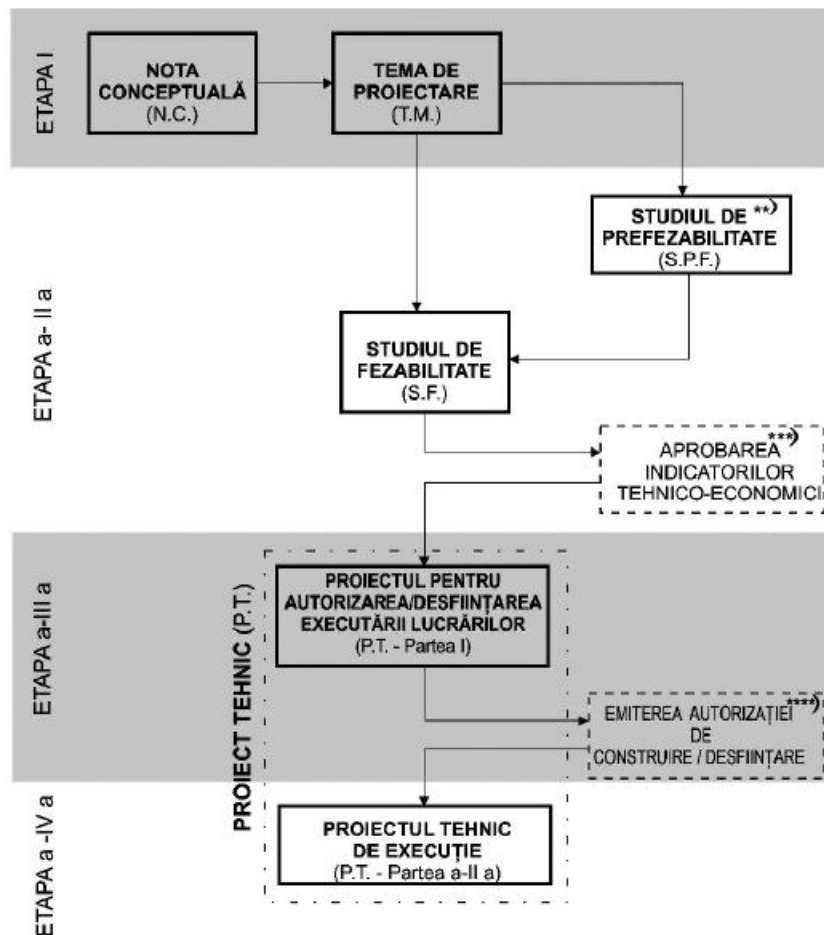 ETAPA I
NOTA
CONCEPTUALĂ
(N.C.)
TEMA DE
PROIECTARE
(T.M.)
ETAPA a- II a
STUDIUL DE **)
PREFEZABILITATE
(S.P.F.)
STUDIUL DE
FEZABILITATE
(S.F.)
APROBAREA ***)
INDICATORILOR
TEHNICO-ECONOMICI
ETAPA a-III a
PROIECT TEHNIC (P.T.)
PROIECTUL PENTRU
AUTORIZAREA/DESFIINȚAREA
EXECUTĂRII LUCRĂRILOR
(P.T. - Partea I)
EMITEREA AUTORIZAȚIEI ****)
DE
CONSTRUIRE / DESFIINȚARE
ETAPA a -IV a
PROIECTUL TEHNIC
DE EXECUȚIE
(P.T. - Partea a-II a)